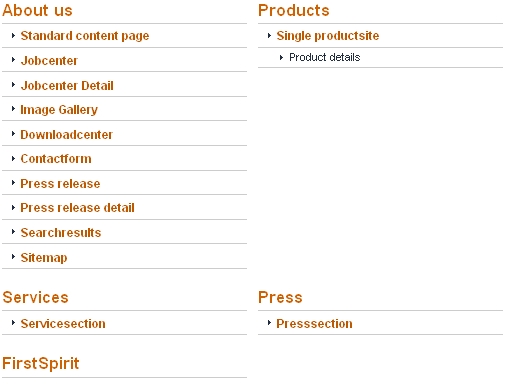 About us
Standard content page
Jobcenter
Jobcenter Detail
Image Gallery
Downloadcenter
Contactform
Press release
Press release detail
Searchresults
Sitemap
Products
Single productsite
Product details
Services
Servicesection
Press
Presssection
FirstSpirit